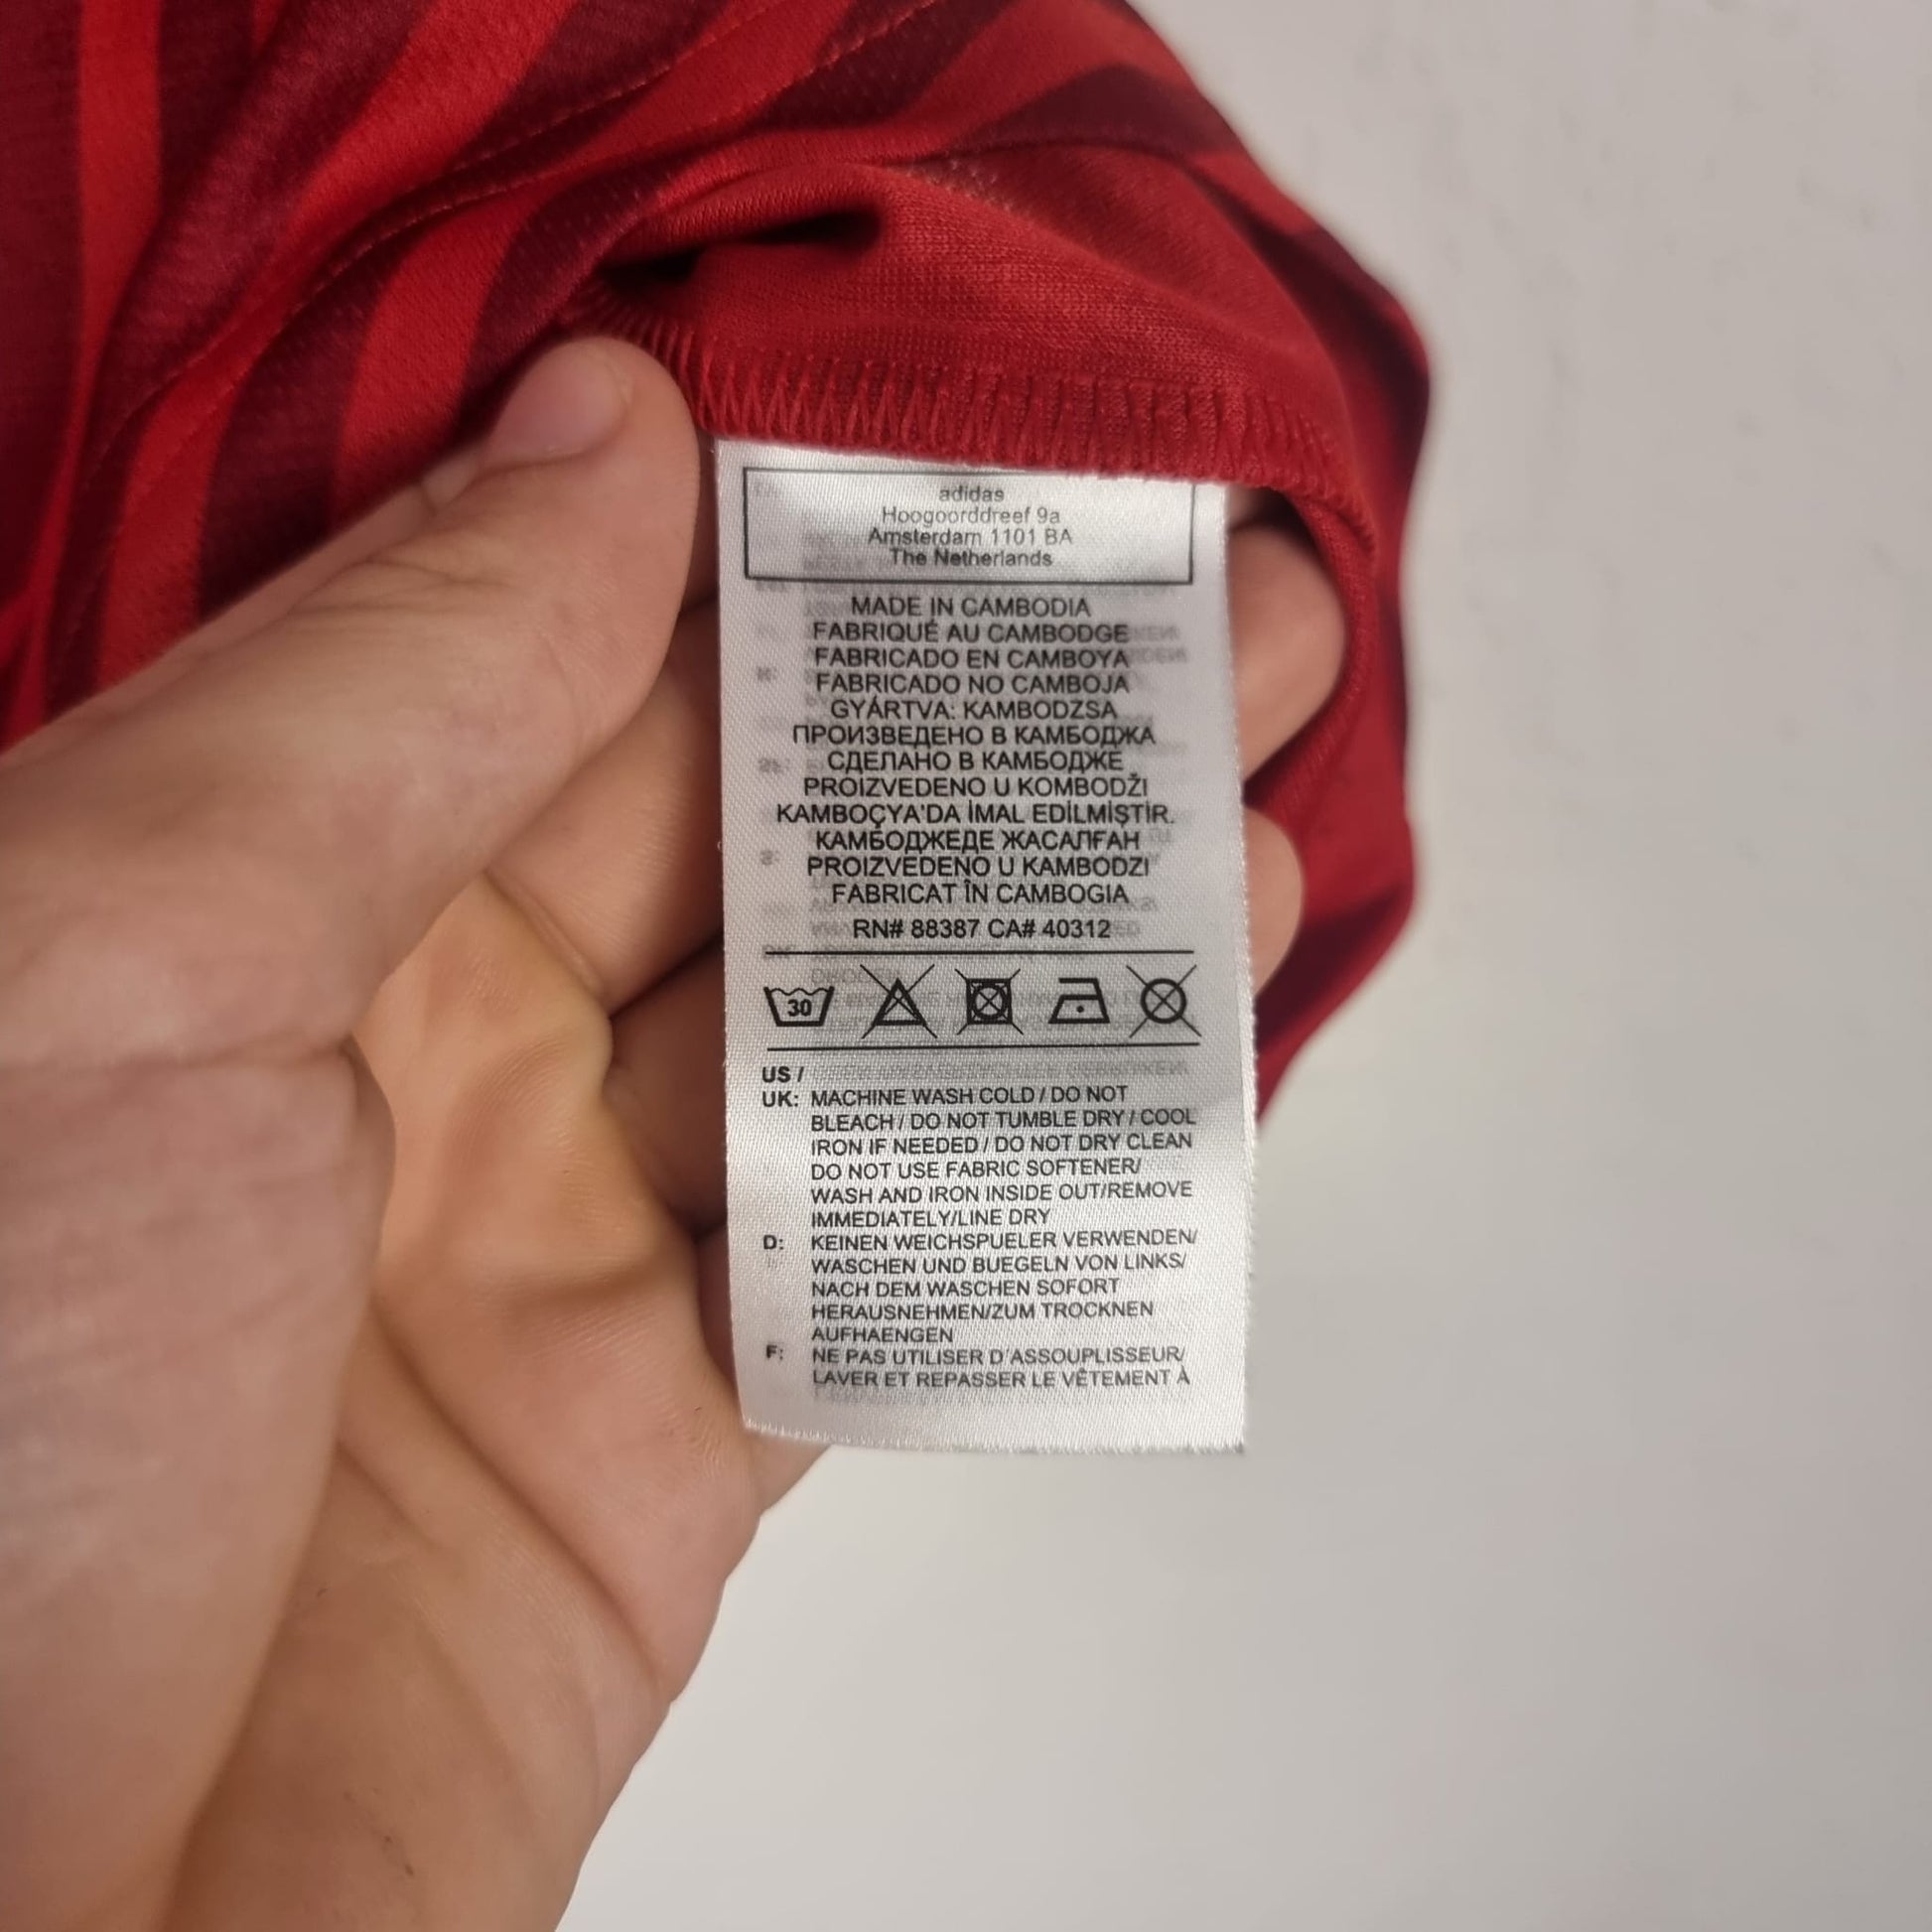 adidas
Hoogoorddreef 9a
Amsterdam 1101 BA
The Netherlands
MADE IN CAMBODIA
FABRIQUÉ AU CAMBODGE
FABRICADO EN CAMBOYA
FABRICADO NO CAMBOJA
GYÁRTVA: KAMBODZSA
ПРОИЗВЕДЕНО В КАМБОДЖА
СДЕЛАНО В КАМБОДЖЕ
PROIZVEDENO U KOMBODŽI
KAMBOÇYA'DA İMAL EDİLMİŞTİR.
КАМБОДЖЕДЕ ЖАСАЛҒАН
PROIZVEDENO U KAMBODZI
FABRICAT ÎN CAMBOGIA
RN# 88387 CA# 40312
30
US /
UK: MACHINE WASH COLD / DO NOT
BLEACH / DO NOT TUMBLE DRY / COOL
IRON IF NEEDED / DO NOT DRY CLEAN
DO NOT USE FABRIC SOFTENER/
WASH AND IRON INSIDE OUT/REMOVE
IMMEDIATELY/LINE DRY
D: KEINEN WEICHSPUELER VERWENDEN/
WASCHEN UND BUEGELN VON LINKS/
NACH DEM WASCHEN SOFORT
HERAUSNEHMEN/ZUM TROCKNEN
AUFHAENGEN
F: NE PAS UTILISER D'ASSOUPLISSEUR/
LAVER ET REPASSER LE VÊTEMENT À